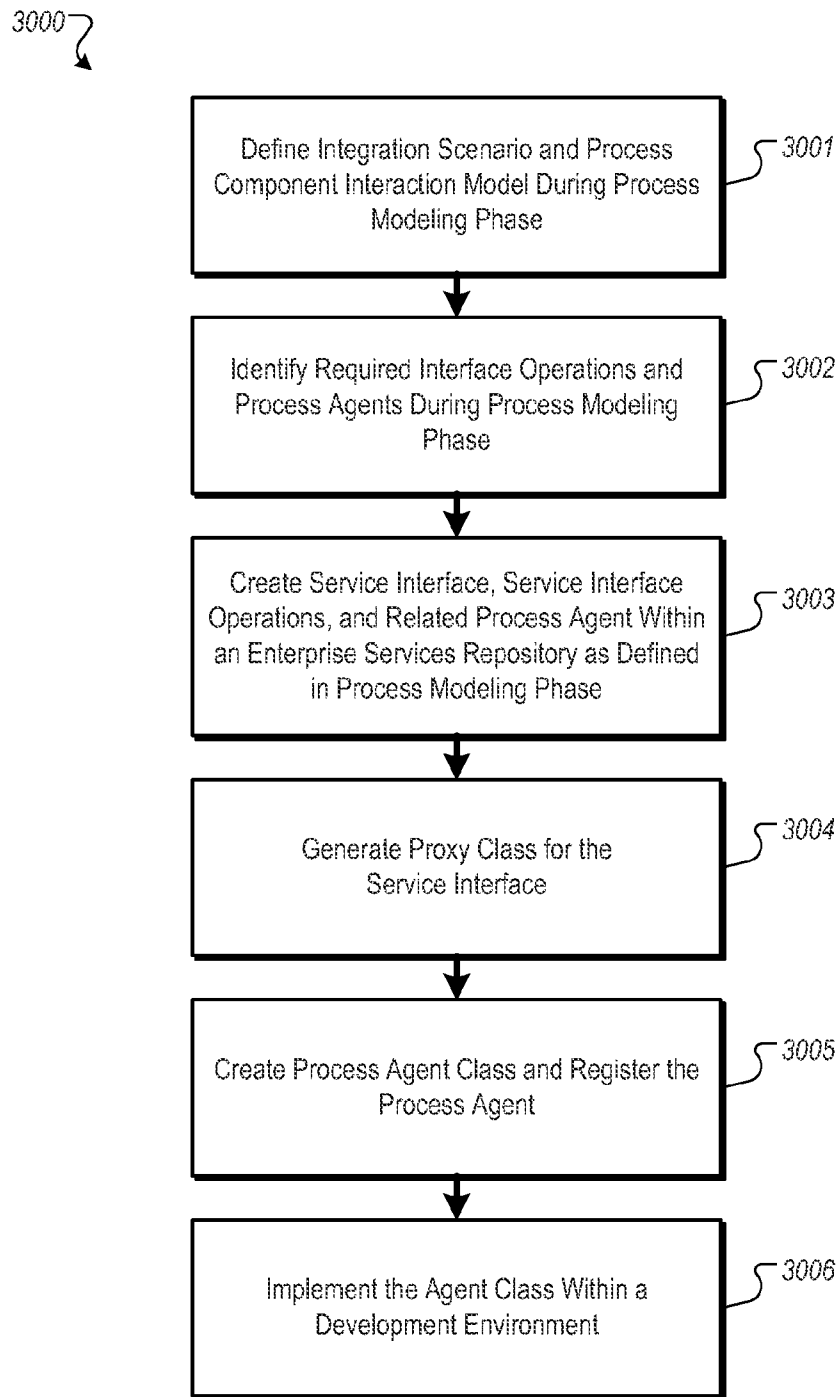 3000
Define Integration Scenario and Process
Component Interaction Model During Process
Modeling Phase
3001
Identify Required Interface Operations and
Process Agents During Process Modeling
Phase
3002
Create Service Interface, Service Interface
Operations, and Related Process Agent Within
an Enterprise Services Repository as Defined
in Process Modeling Phase
3003
Generate Proxy Class for the
Service Interface
3004
Create Process Agent Class and Register the
Process Agent
3005
Implement the Agent Class Within a
Development Environment
3006